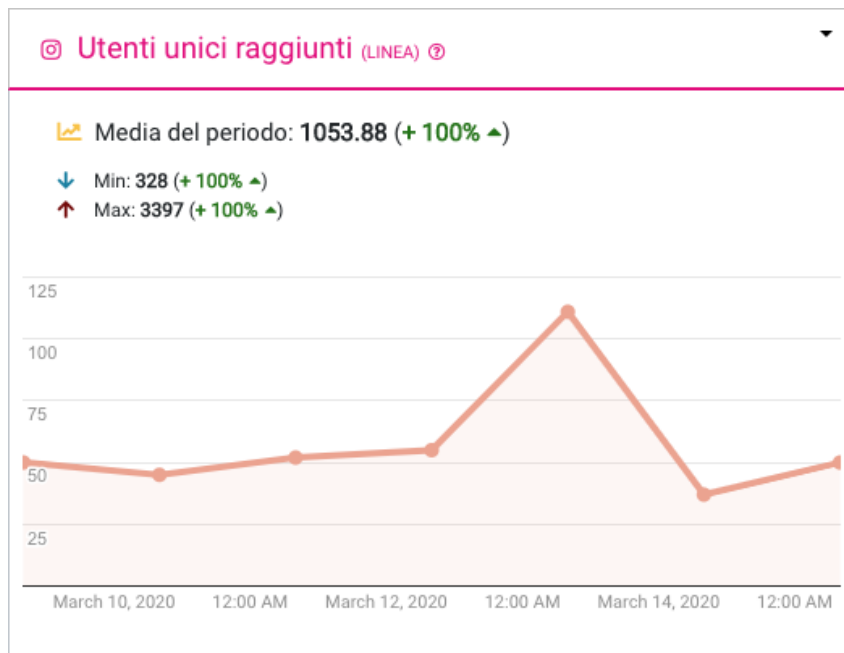 Utenti unici raggiunti (LINEA)
Media del periodo: 1053.88 (+ 100%)
Min: 328 (+ 100%)
Max: 3397 (+ 100%)
125
100
75
50
25
March 10, 2020 12:00 AM March 12, 2020 12:00 AM March 14, 2020 12:00 AM